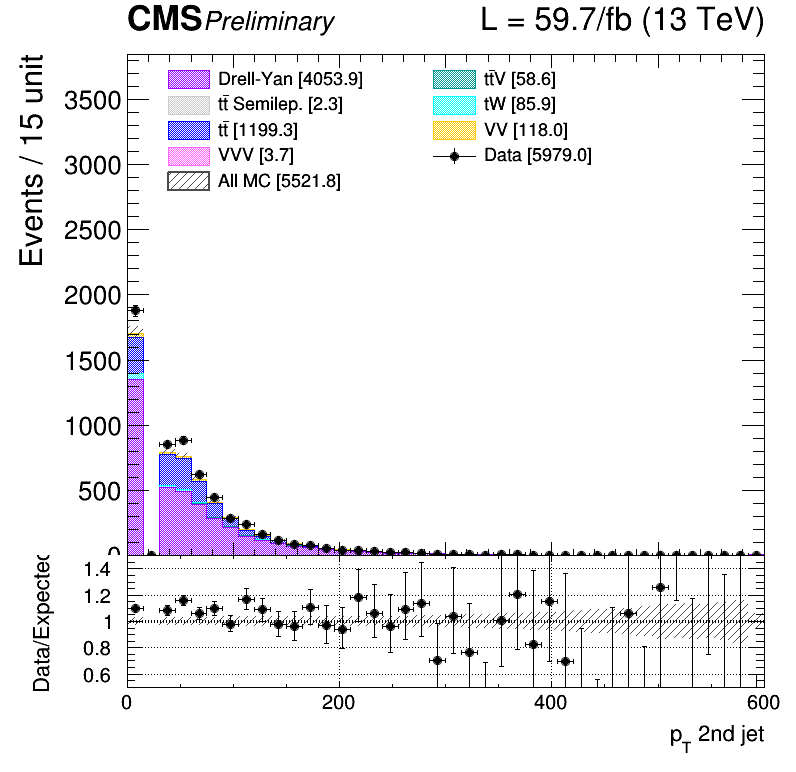 CMS Preliminary L = 59.7/fb (13 TeV)
Events / 15 unit
3500
3000
2500
2000
1500
1000
500
0
Drell-Yan [4053.9]
tt̄ Semilep. [2.3]
tt̄ [1199.3]
VVV [3.7]
All MC [5521.8]
tt̄V [58.6]
tW [85.9]
VV [118.0]
Data [5979.0]
Data/Expected
1.4
1.2
1
0.8
0.6
0 200 400 600
p_T 2nd jet